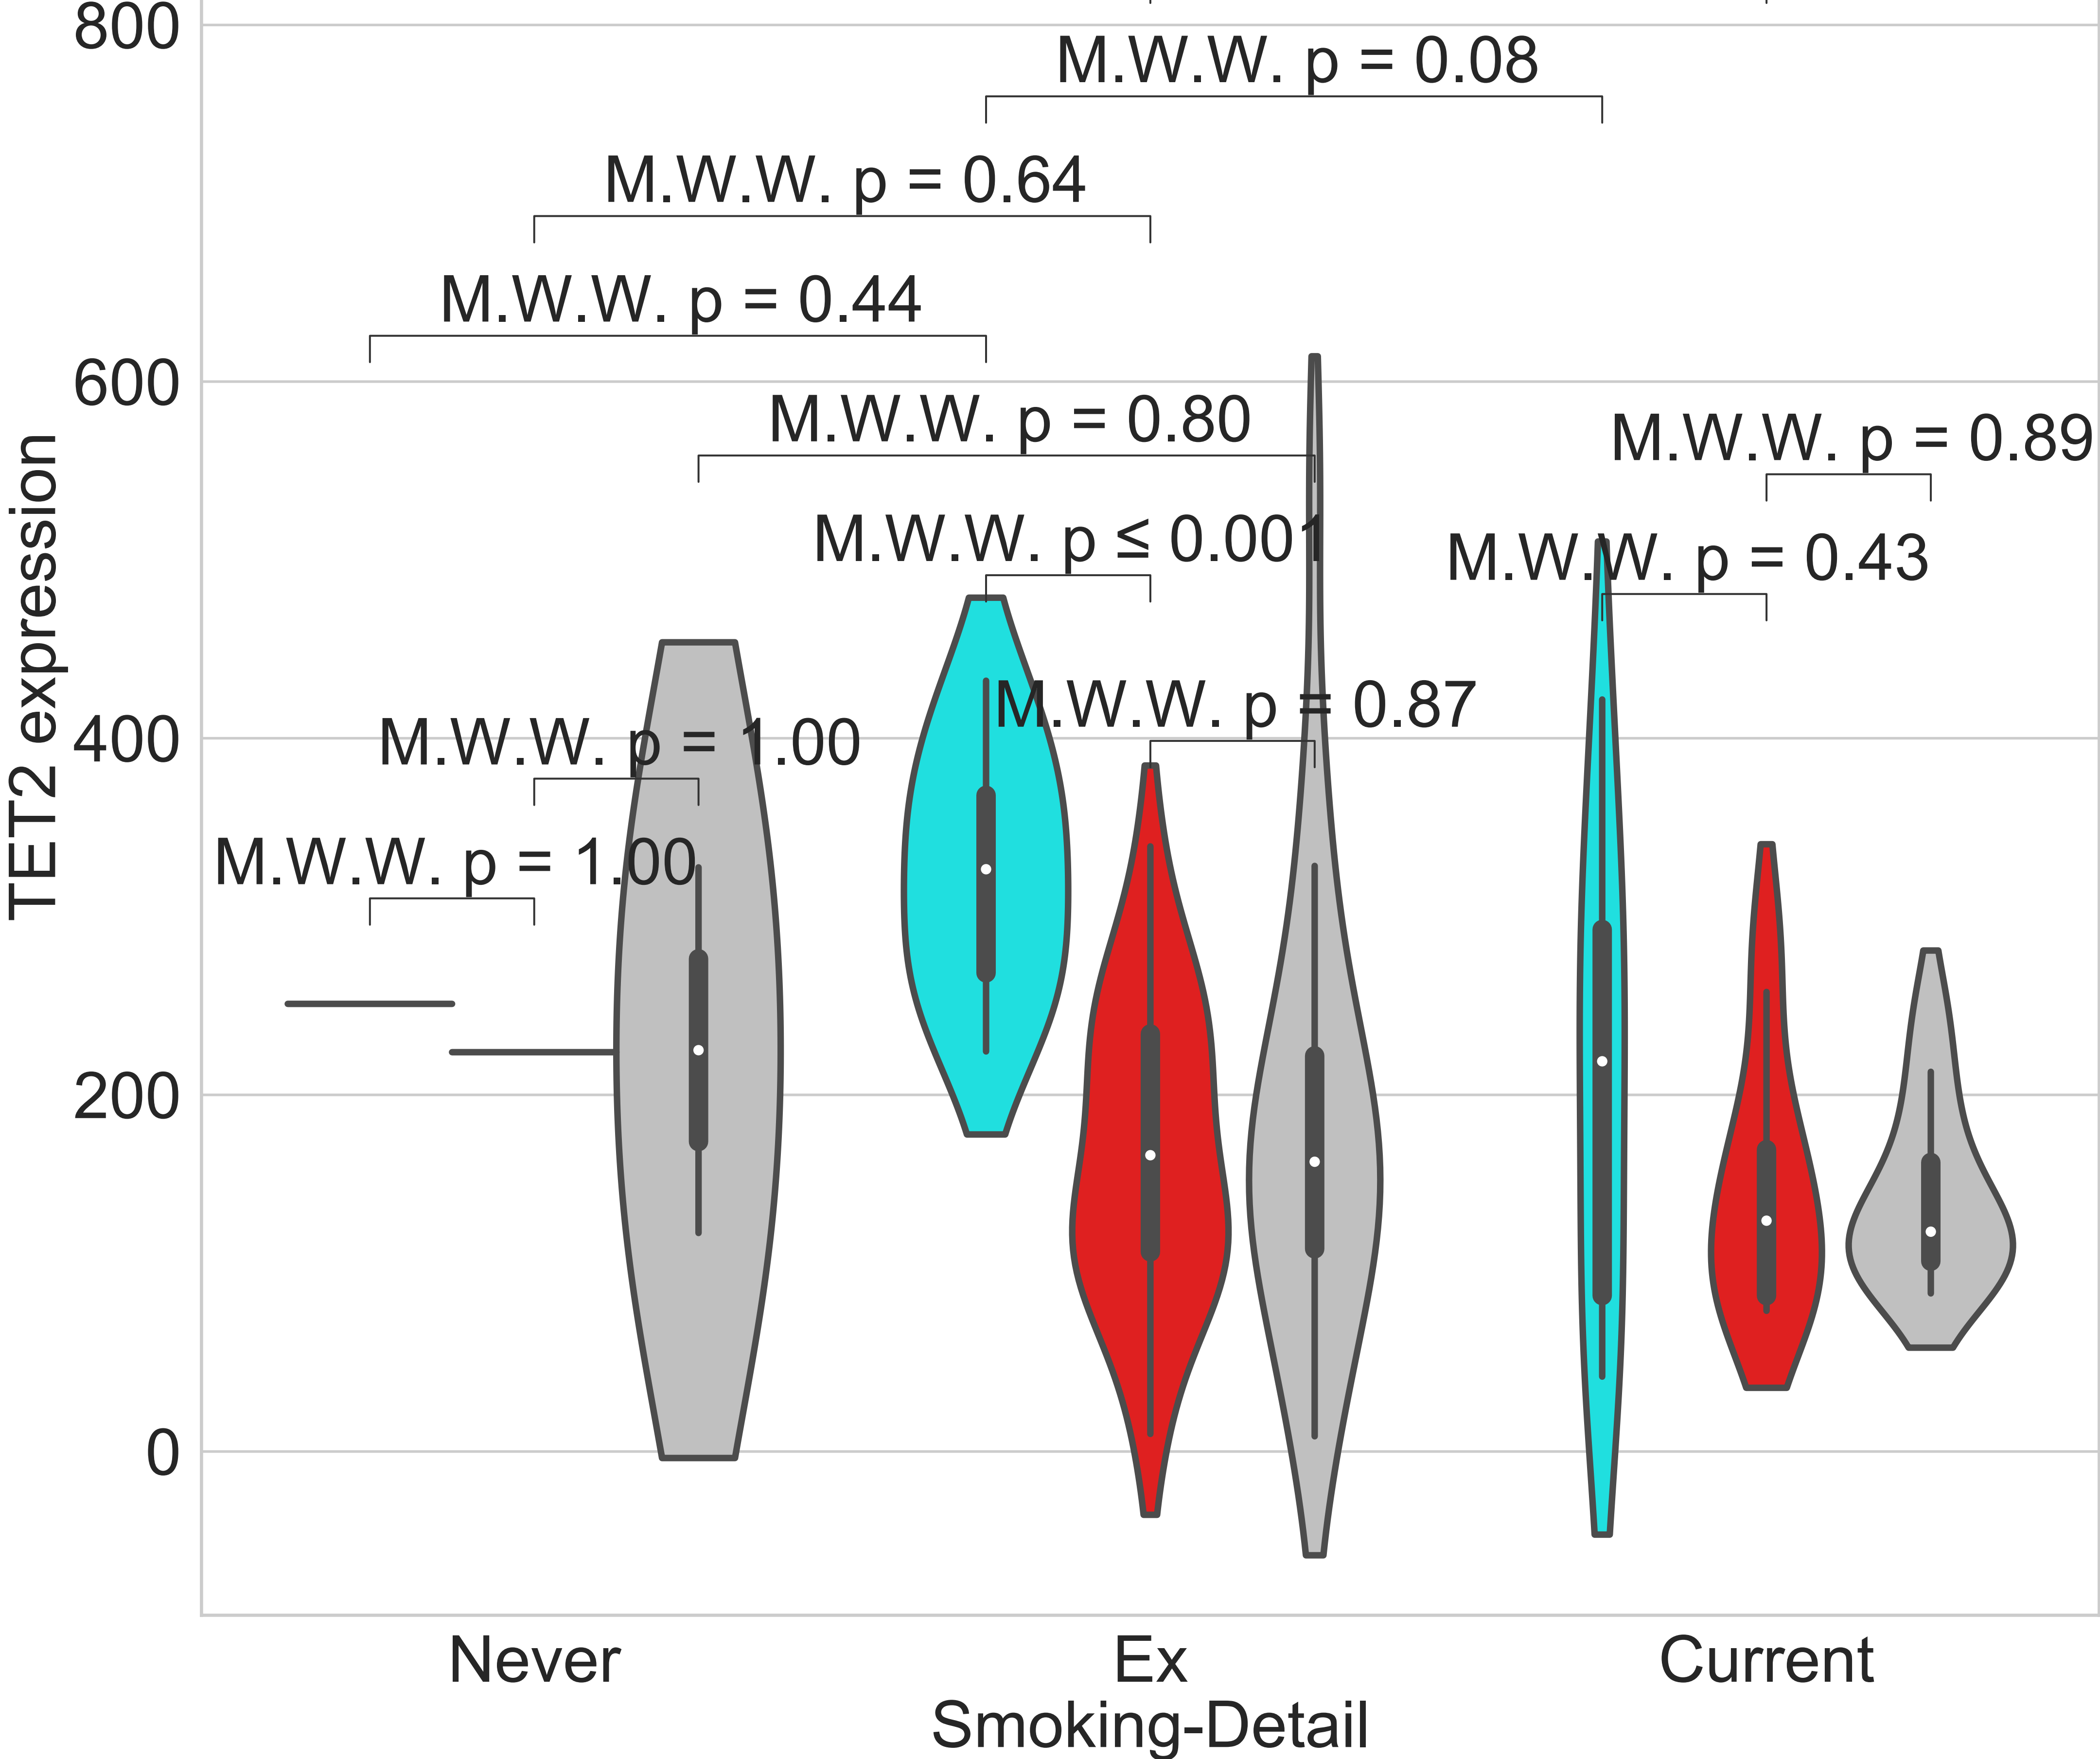 800
M.W.W. p = 0.08
M.W.W. p = 0.64
M.W.W. p = 0.44
600
M.W.W. p = 0.80
M.W.W. p = 0.89
M.W.W. p ≤ 0.001
M.W.W. p = 0.43
TET2 expression
M.W.W. p = 0.87
400
M.W.W. p = 1.00
M.W.W. p = 1.00
200
0
Never
Ex
Current
Smoking-Detail